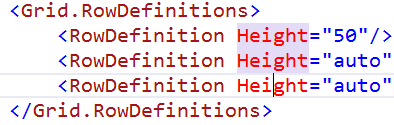 <Grid.RowDefinitions>
<RowDefinition Height="50"/>
<RowDefinition Height="auto"
<RowDefinition Height="auto"
</Grid.RowDefinitions>